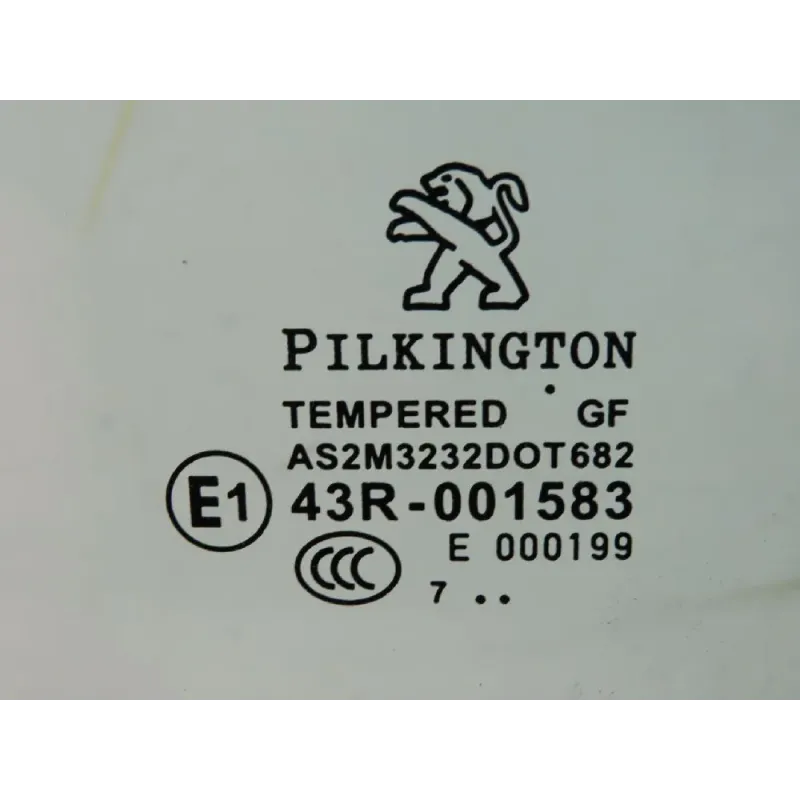 PILKINGTON
TEMPERED GF
AS2M3232DOT682
E1 43R-001583
E 000199
CCC 7 ..